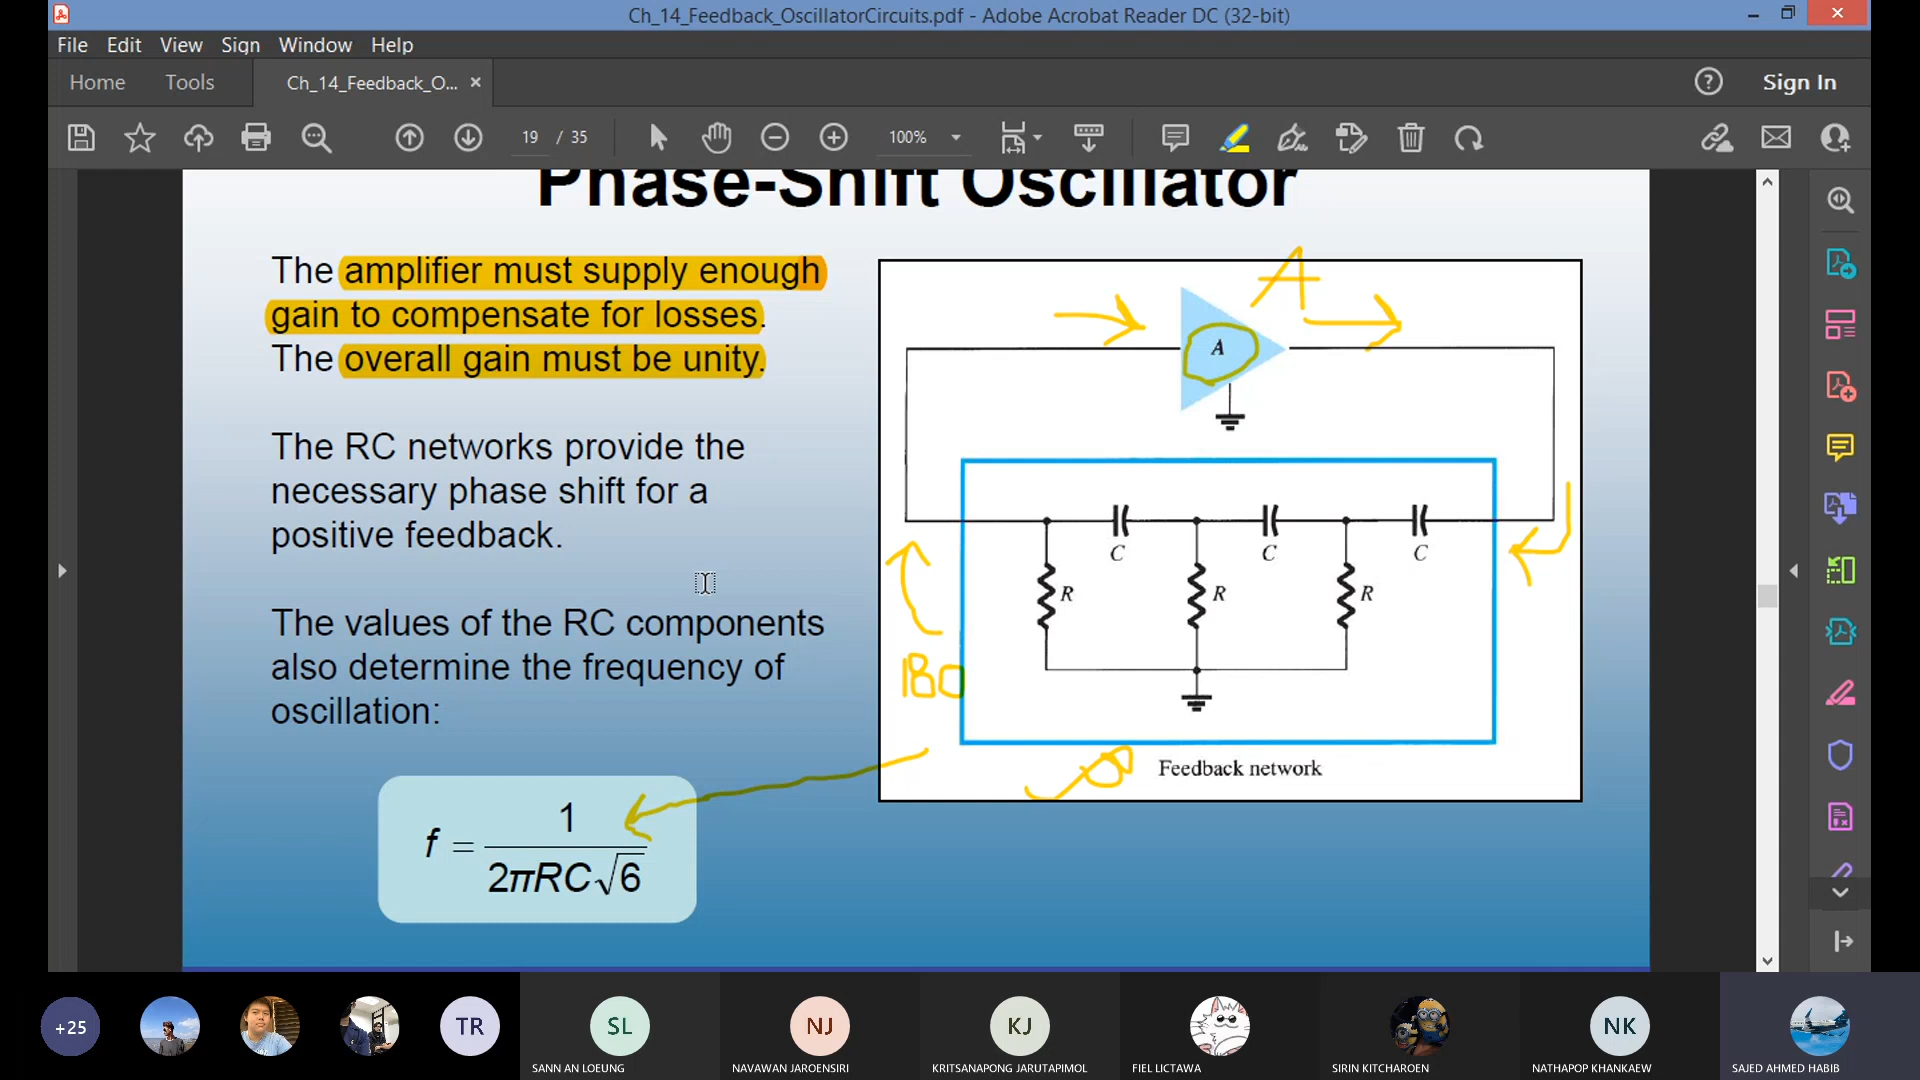 Ch_14_Feedback_OscillatorCircuits.pdf - Adobe Acrobat Reader DC (32-bit)
File Edit View Sign Window Help
Home Tools Ch_14_Feedback_O... × Sign In
19 / 35 100%
Phase-Shift Oscillator
The amplifier must supply enough
gain to compensate for losses.
The overall gain must be unity.
The RC networks provide the
necessary phase shift for a
positive feedback.
The values of the RC components
also determine the frequency of
oscillation:
f = 1 / 2πRC√6
A
A
C C C
R R R
180
Feedback network
+25 TR SL NJ KJ NK
SANN AN LOEUNG NAVAWAN JAROENSIRI KRITSANAPONG JARUTAPIMOL FIEL LICTAWA SIRIN KITCHAROEN NATHAPOP KHANKAEW SAJED AHMED HABIB